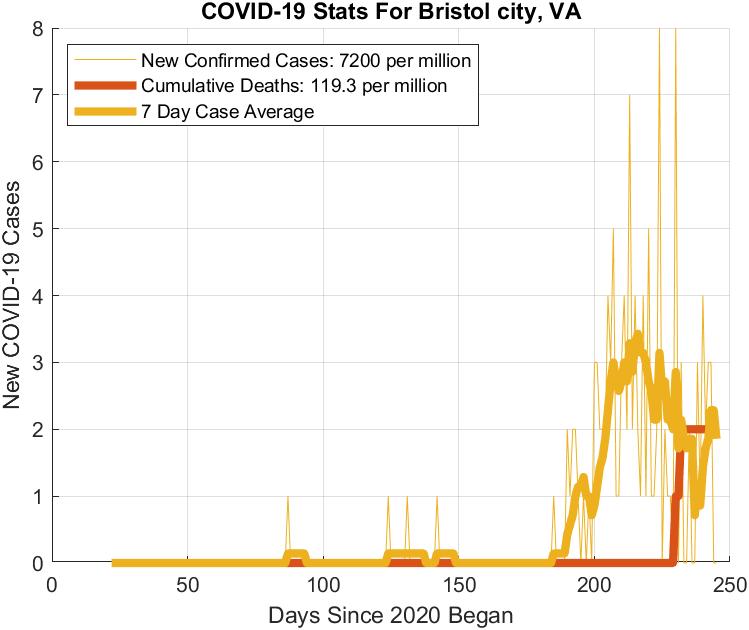 COVID-19 Stats For Bristol city, VA
New Confirmed Cases: 7200 per million
Cumulative Deaths: 119.3 per million
7 Day Case Average
New COVID-19 Cases
8
7
6
5
4
3
2
1
0
0 50 100 150 200 250
Days Since 2020 Began